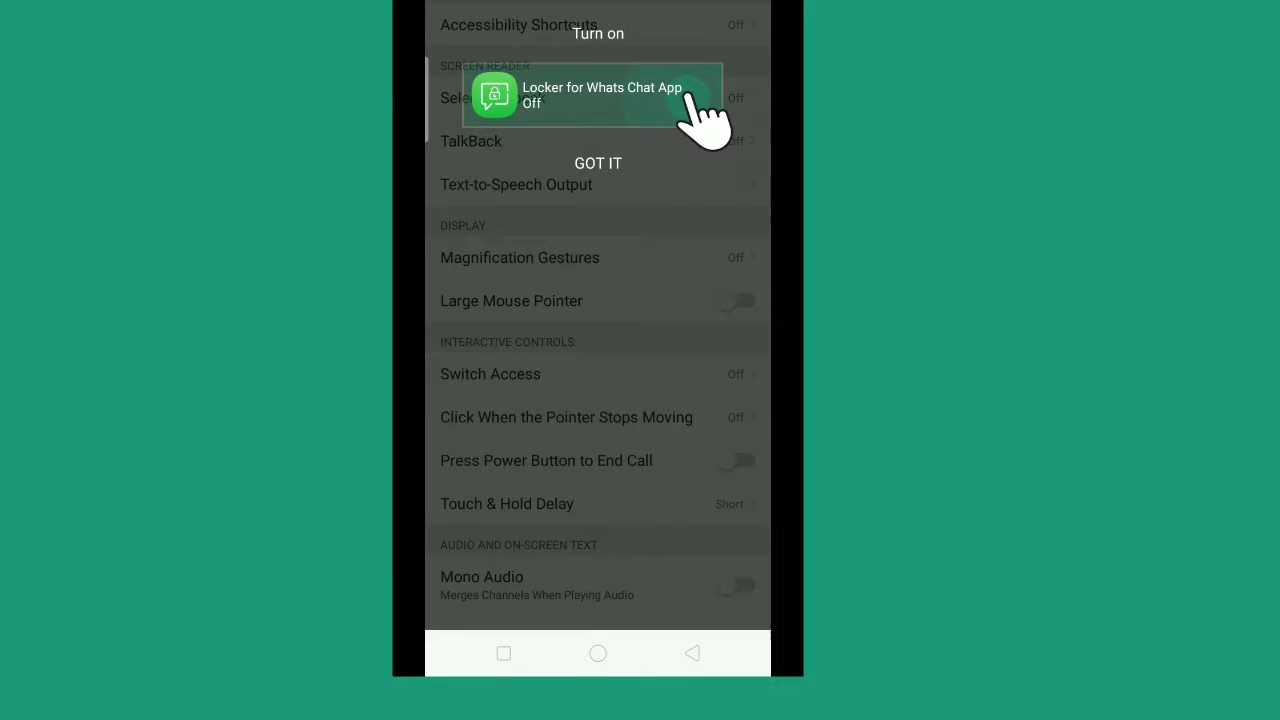 Accessibility Shortcuts Off
Turn on
SCREEN READER
Locker for Whats Chat App
Off
Off
TalkBack Off
GOT IT
Text-to-Speech Output
DISPLAY
Magnification Gestures Off
Large Mouse Pointer
INTERACTIVE CONTROLS
Switch Access Off
Click When the Pointer Stops Moving Off
Press Power Button to End Call
Touch & Hold Delay Short
AUDIO AND ON-SCREEN TEXT
Mono Audio
Merges Channels When Playing Audio